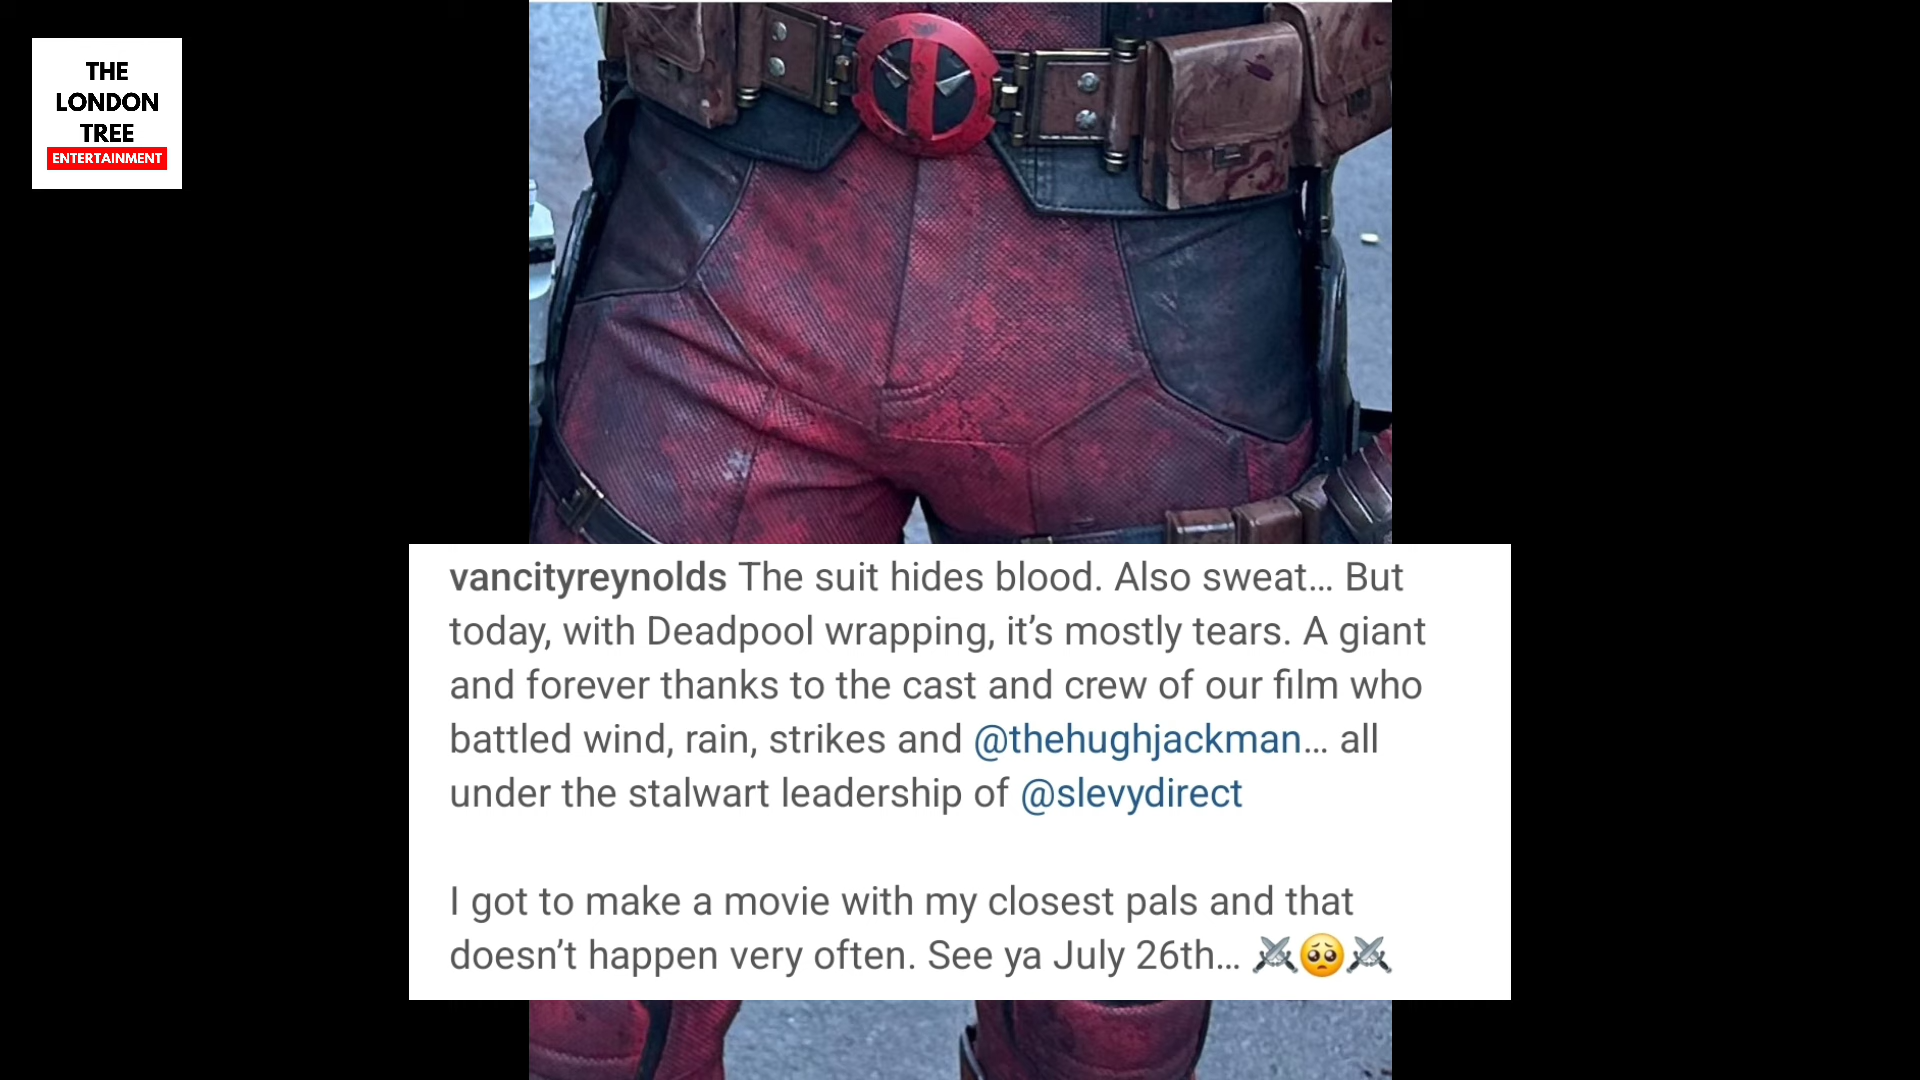 THE
LONDON
TREE
ENTERTAINMENT
vancityreynolds The suit hides blood. Also sweat... But
today, with Deadpool wrapping, it’s mostly tears. A giant
and forever thanks to the cast and crew of our film who
battled wind, rain, strikes and @thehughjackman... all
under the stalwart leadership of @slevydirect
I got to make a movie with my closest pals and that
doesn’t happen very often. See ya July 26th... ⚔️🥺⚔️